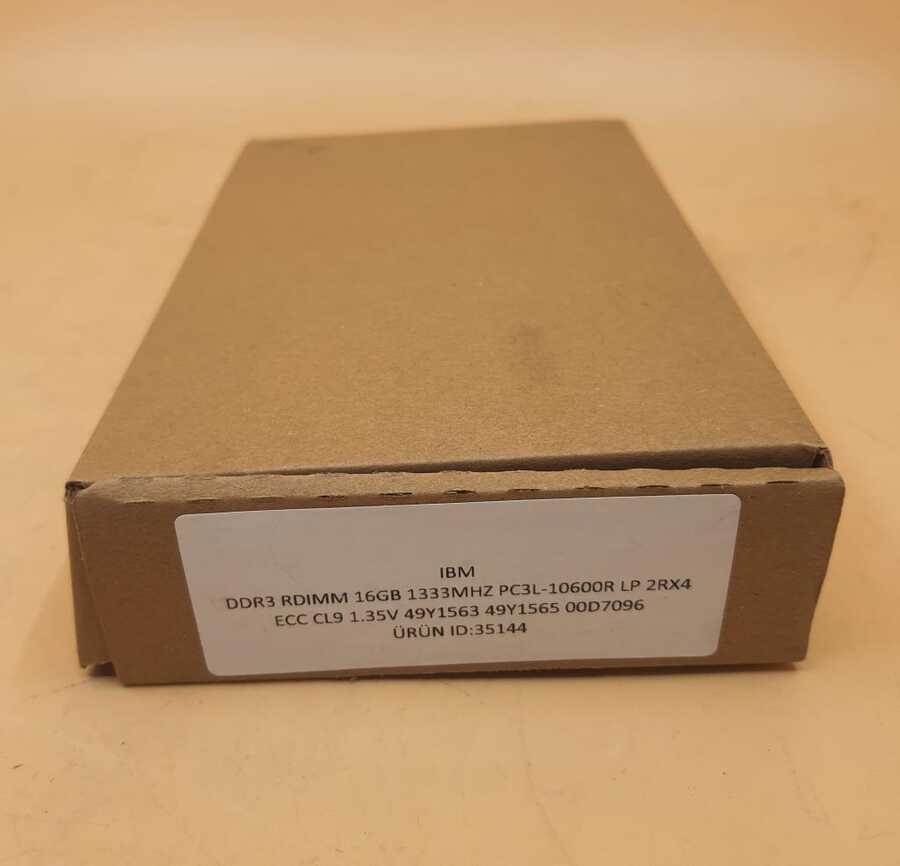 IBM
DDR3 RDIMM 16GB 1333MHZ PC3L-10600R LP 2RX4
ECC CL9 1.35V 49Y1563 49Y1565 00D7096
ÜRÜN ID:35144